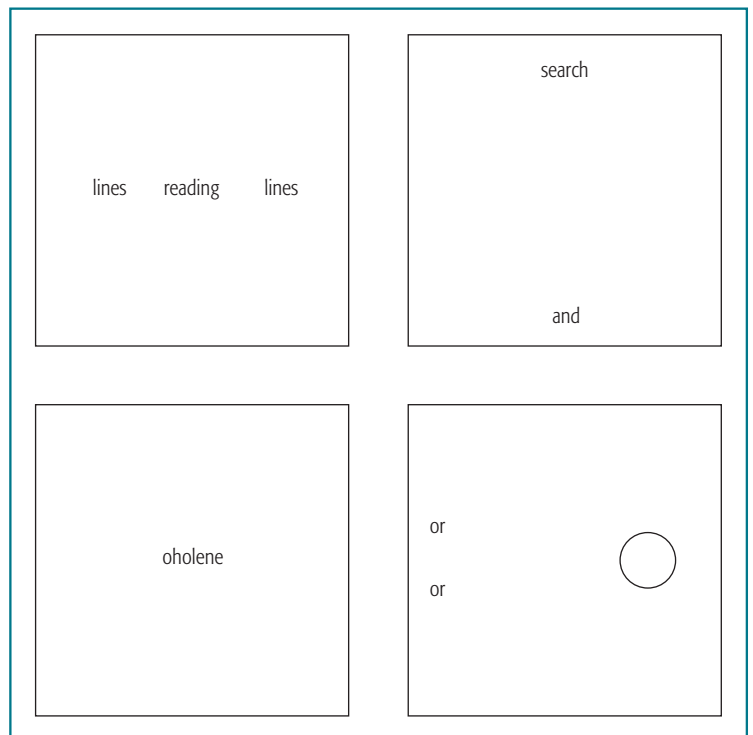 lines reading lines
search
and
oholene
or
or